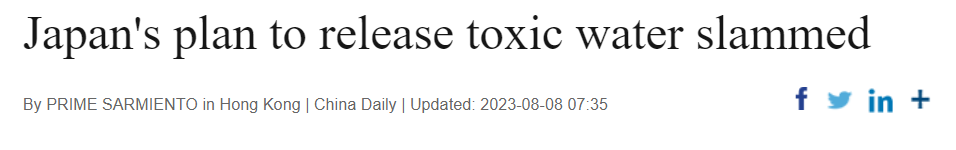 Japan's plan to release toxic water slammed
By PRIME SARMIENTO in Hong Kong | China Daily | Updated: 2023-08-08 07:35